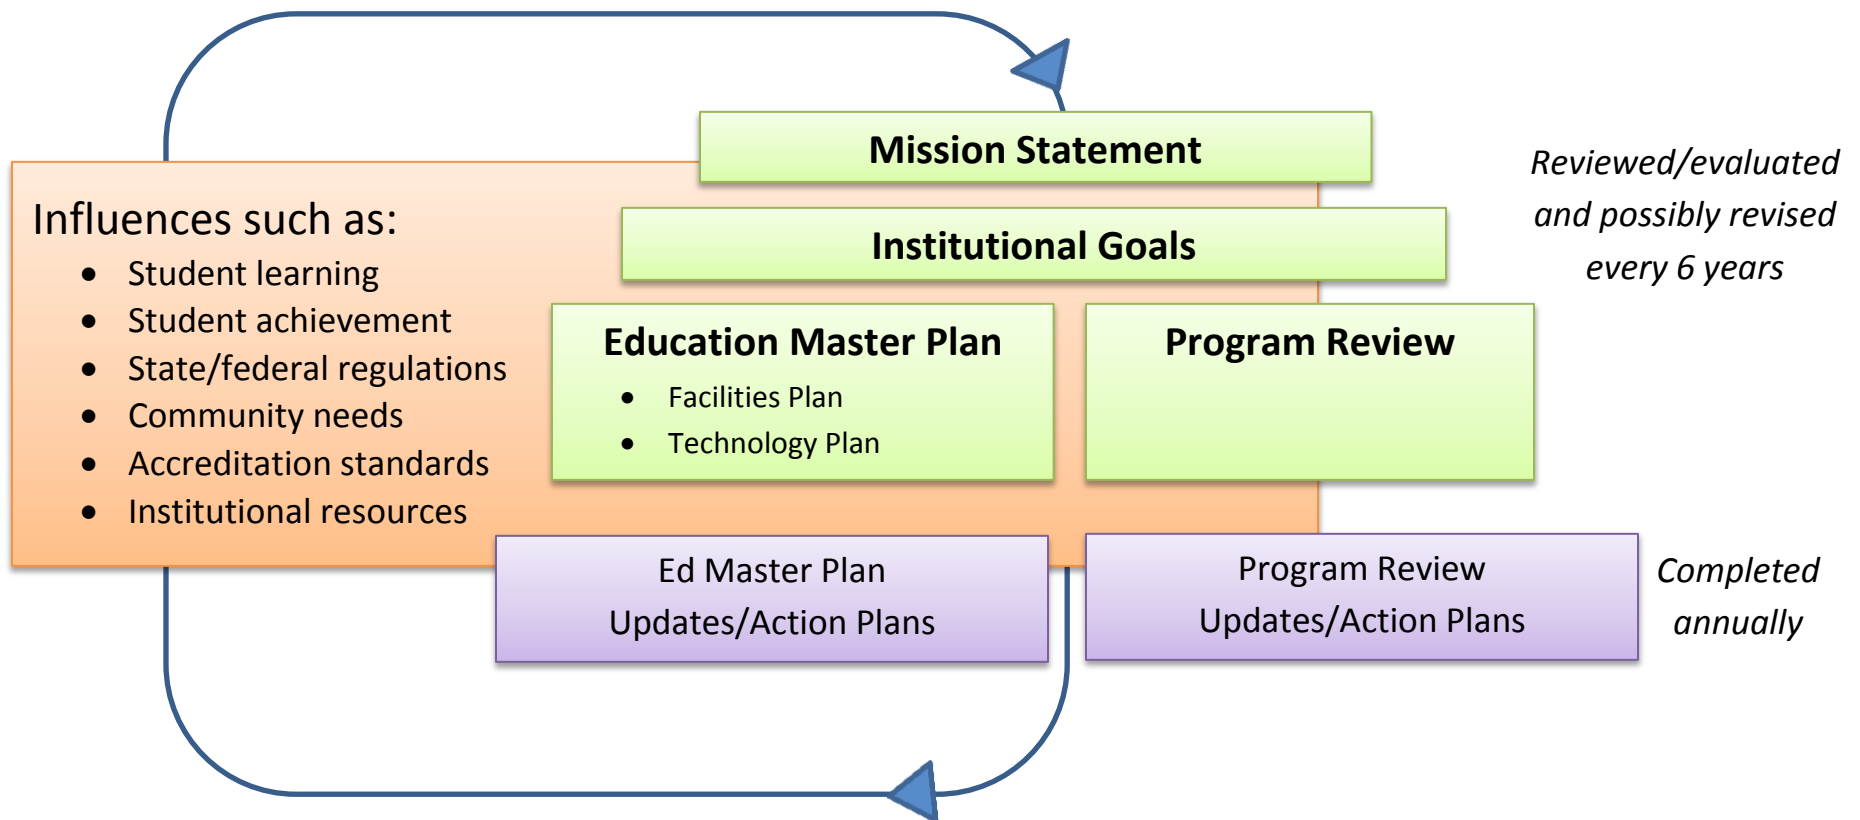 Mission Statement
Influences such as:
• Student learning
• Student achievement
• State/federal regulations
• Community needs
• Accreditation standards
• Institutional resources
Institutional Goals
Education Master Plan
• Facilities Plan
• Technology Plan
Program Review
Reviewed/evaluated
and possibly revised
every 6 years
Ed Master Plan
Updates/Action Plans
Program Review
Updates/Action Plans
Completed
annually